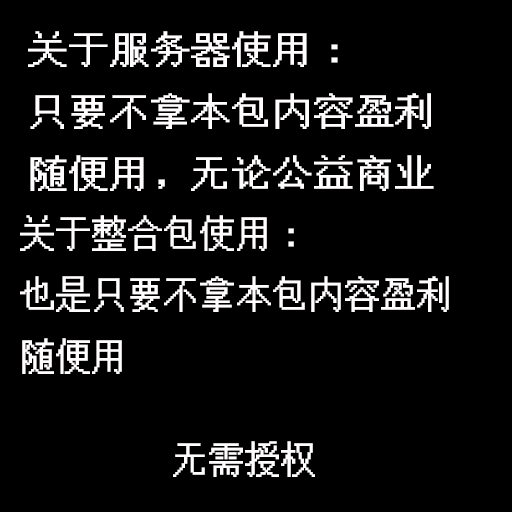 关于服务器使用：
只要不拿本包内容盈利
随便用，无论公益商业
关于整合包使用：
也是只要不拿本包内容盈利
随便用
无需授权